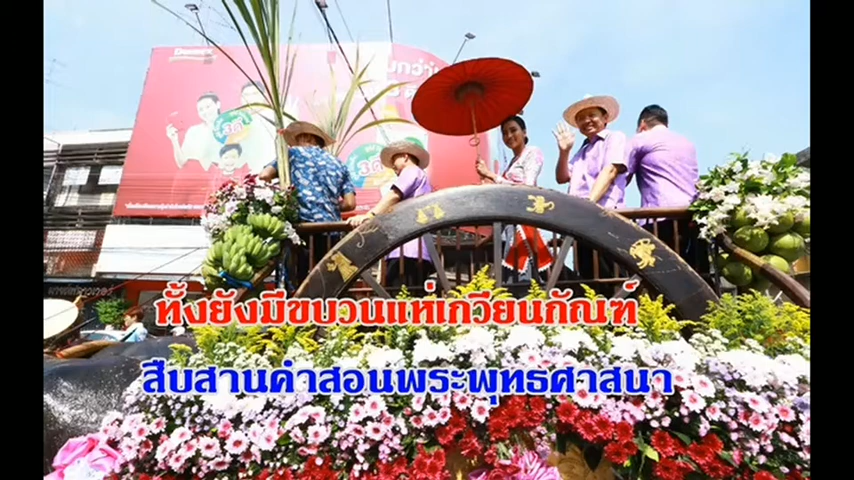 ทั้งยังมีขบวนแห่เกวียนกัณฑ์
สืบสานคำสอนพระพุทธศาสนา